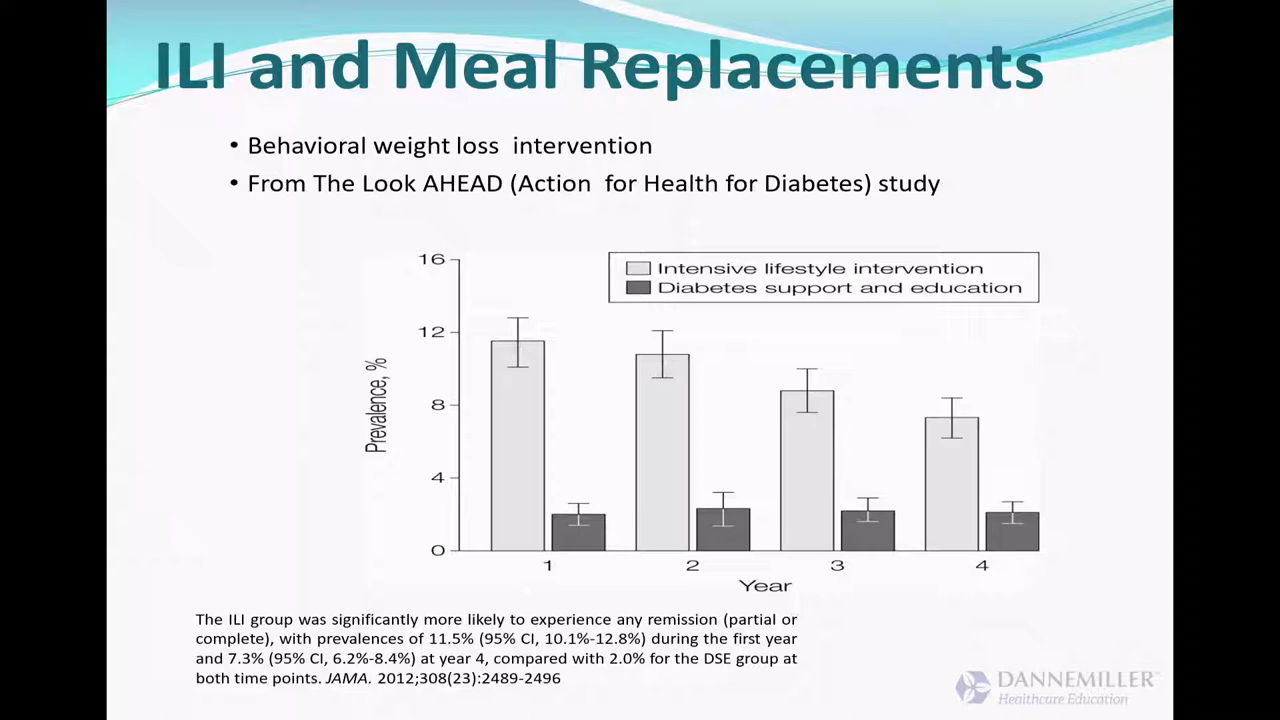 ILI and Meal Replacements
• Behavioral weight loss intervention
• From The Look AHEAD (Action for Health for Diabetes) study
16
12
8
4
0
Prevalence, %
Intensive lifestyle intervention
Diabetes support and education
1 2 3 4
Year
The ILI group was significantly more likely to experience any remission (partial or
complete), with prevalences of 11.5% (95% CI, 10.1%-12.8%) during the first year
and 7.3% (95% CI, 6.2%-8.4%) at year 4, compared with 2.0% for the DSE group at
both time points. JAMA. 2012;308(23):2489-2496
DANNEMILLER
Healthcare Education